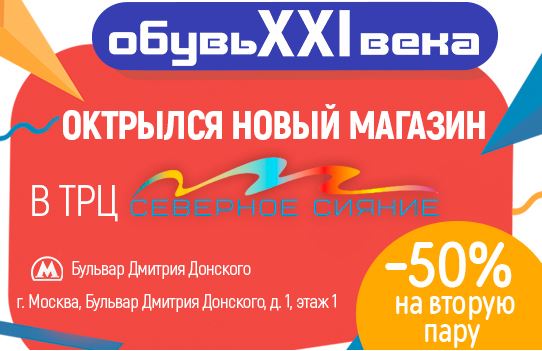 обувьXXIвека
ОКТРЫЛСЯ НОВЫЙ МАГАЗИН
В ТРЦ СЕВЕРНОЕ СИЯНИЕ
М Бульвар Дмитрия Донского
г. Москва, Бульвар Дмитрия Донского, д. 1, этаж 1
-50%
на вторую
пару